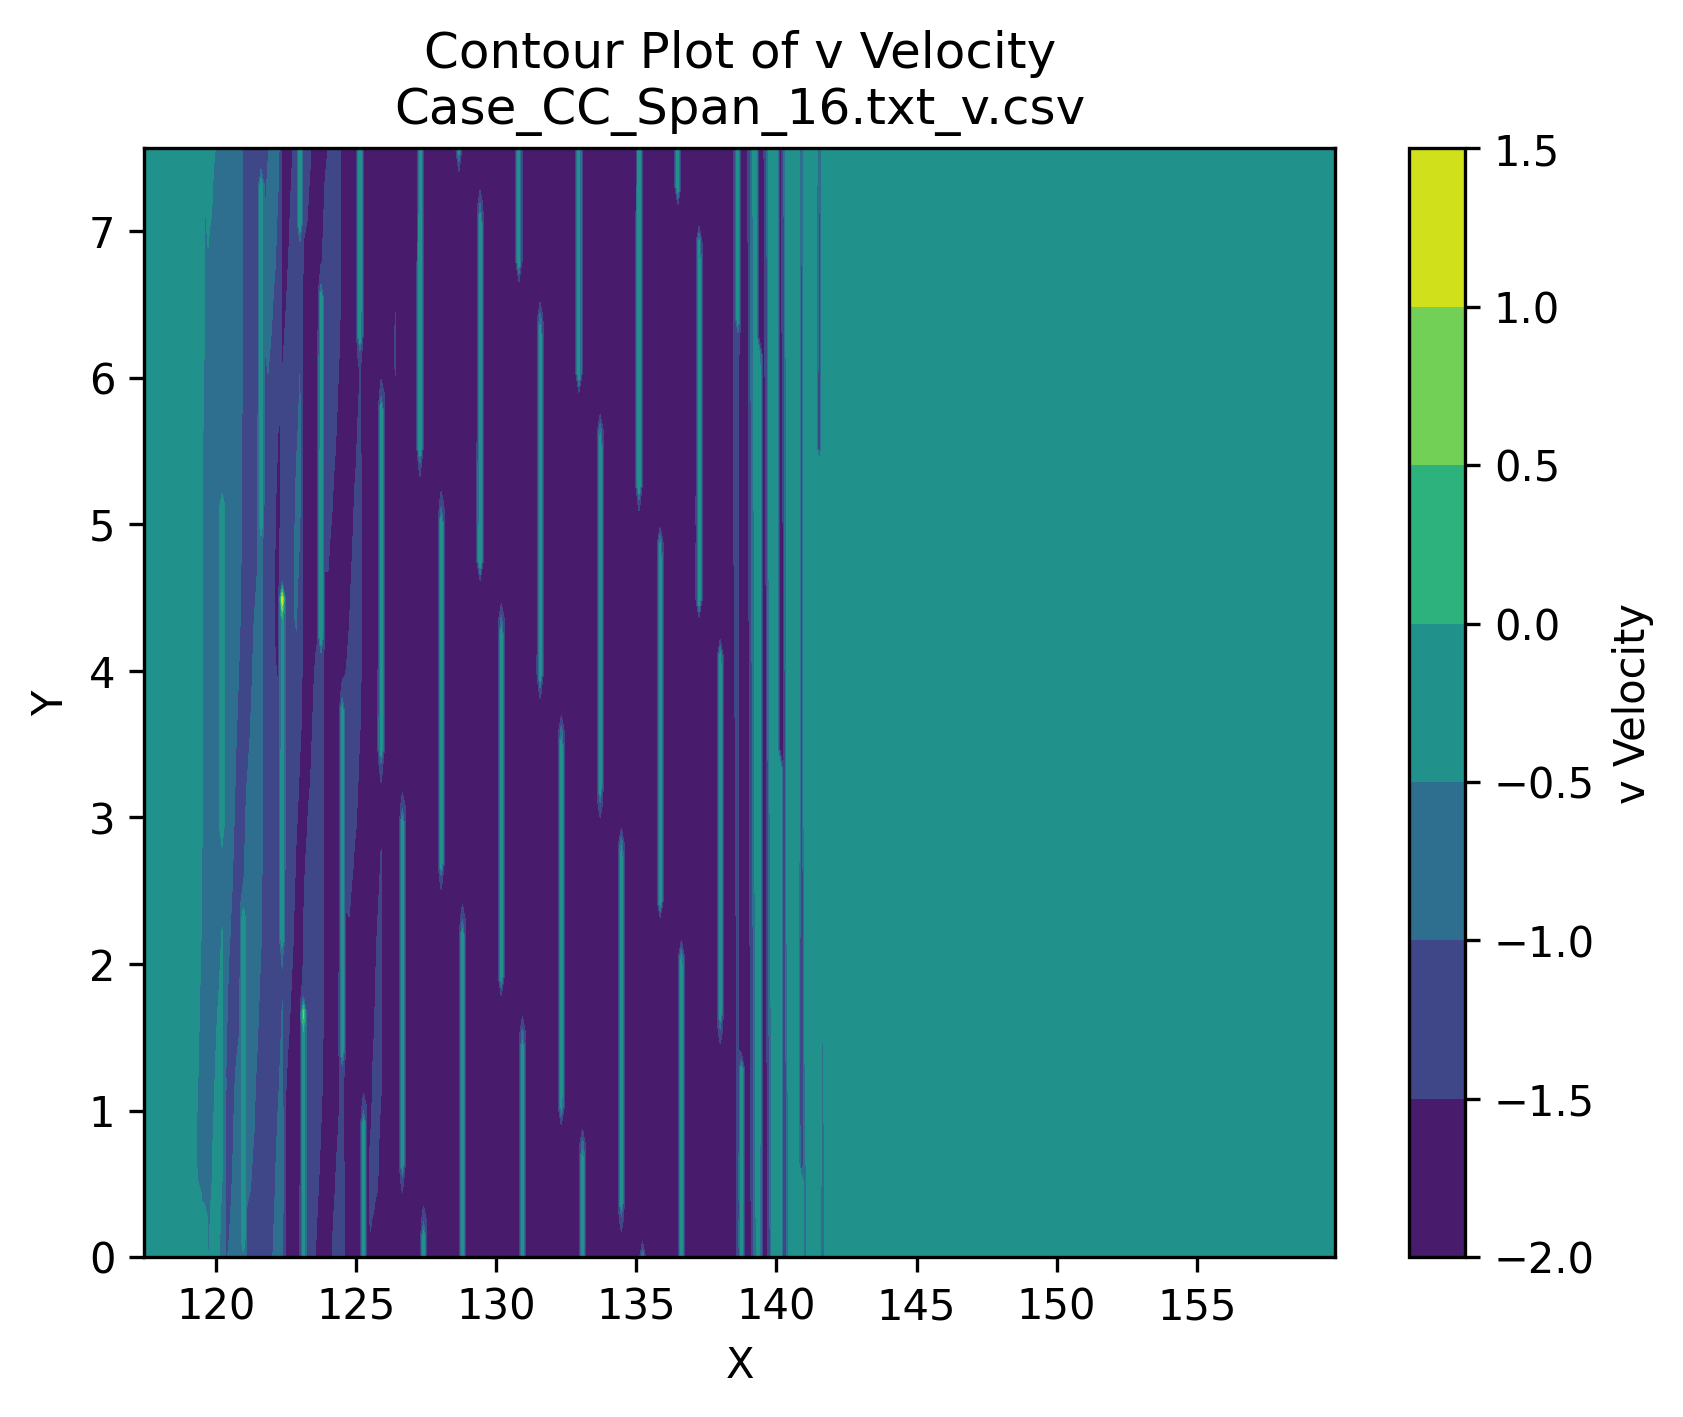 Contour Plot of v Velocity
Case_CC_Span_16.txt_v.csv
7
6
5
4
3
2
1
0
Y
120 125 130 135 140 145 150 155
X
1.5
1.0
0.5
0.0
−0.5
−1.0
−1.5
−2.0
v Velocity